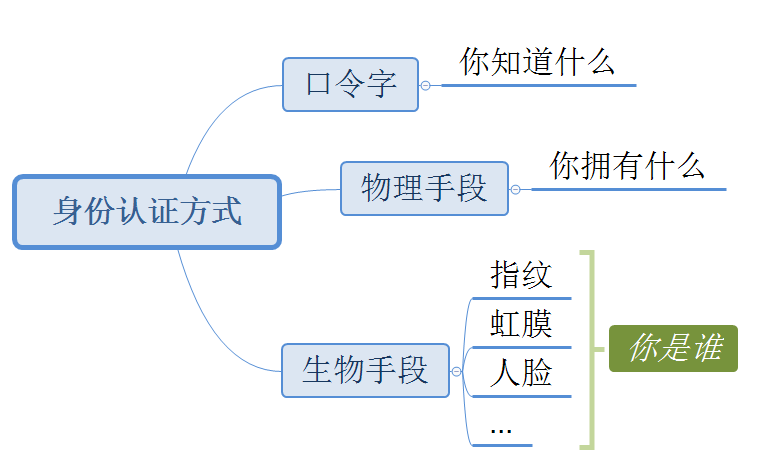 身份认证方式
口令字
你知道什么
物理手段
你拥有什么
生物手段
指纹
虹膜
人脸
...
你是谁